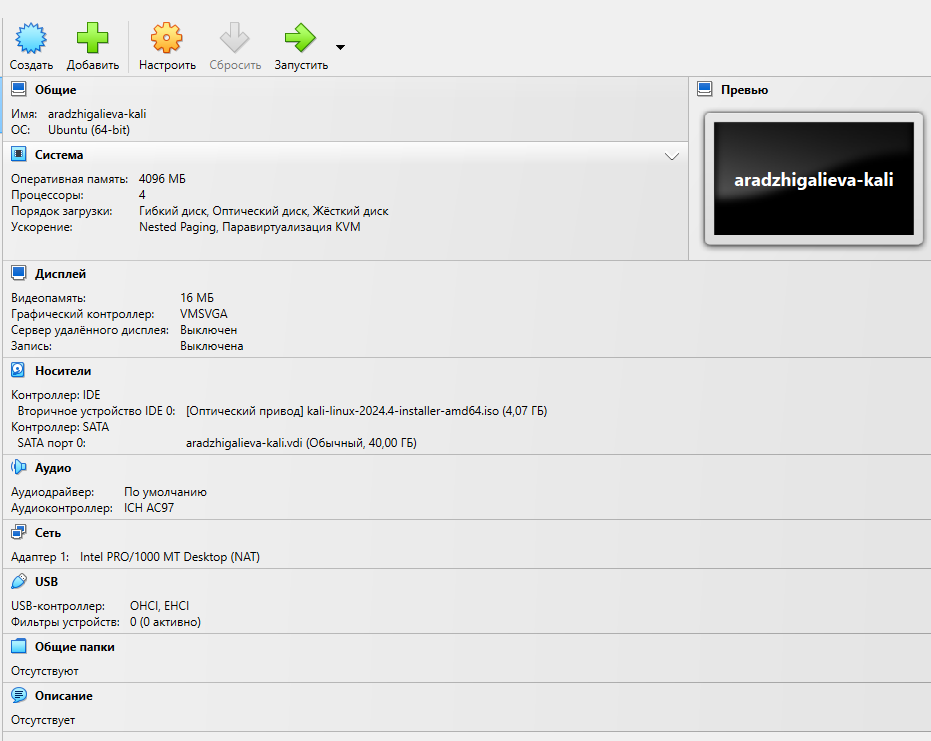 Создать Добавить Настроить Сбросить Запустить
Общие
Имя: aradzhigalieva-kali
ОС: Ubuntu (64-bit)
Превью
aradzhigalieva-kali
Система
Оперативная память: 4096 МБ
Процессоры: 4
Порядок загрузки: Гибкий диск, Оптический диск, Жёсткий диск
Ускорение: Nested Paging, Паравиртуализация KVM
Дисплей
Видеопамять: 16 МБ
Графический контроллер: VMSVGA
Сервер удалённого дисплея: Выключен
Запись: Выключена
Носители
Контроллер: IDE
Вторичное устройство IDE 0: [Оптический привод] kali-linux-2024.4-installer-amd64.iso (4,07 ГБ)
Контроллер: SATA
SATA порт 0: aradzhigalieva-kali.vdi (Обычный, 40,00 ГБ)
Аудио
Аудиодрайвер: По умолчанию
Аудиоконтроллер: ICH AC97
Сеть
Адаптер 1: Intel PRO/1000 MT Desktop (NAT)
USB
USB-контроллер: OHCI, EHCI
Фильтры устройств: 0 (0 активно)
Общие папки
Отсутствуют
Описание
Отсутствует